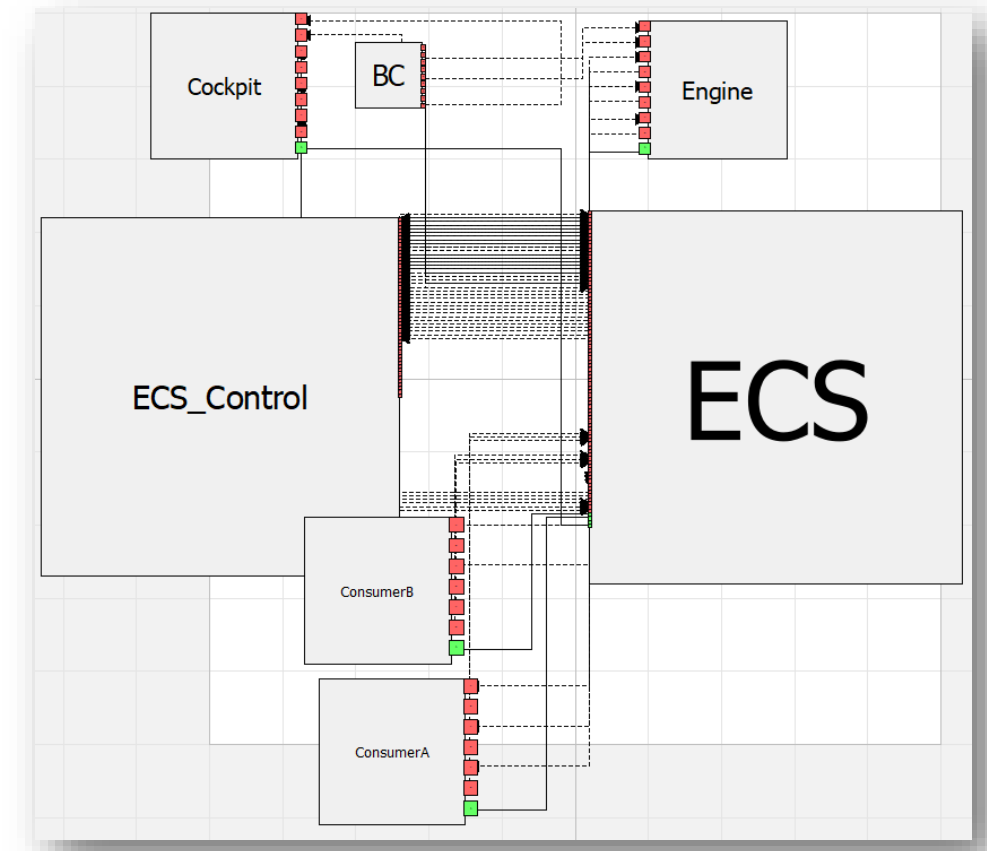 Cockpit
BC
Engine
ECS_Control
ECS
ConsumerB
ConsumerA